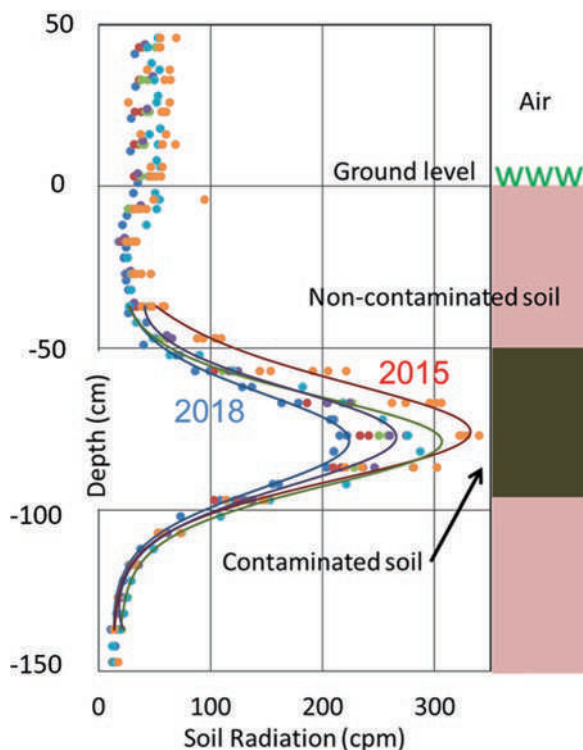 50
Air
Ground level
WWW
0
Non-contaminated soil
-50
2015
2018
Depth (cm)
-100
Contaminated soil
-150
0
100
200
300
Soil Radiation (cpm)